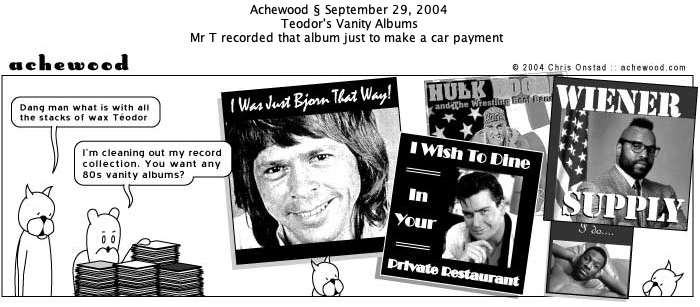 Achewood § September 29, 2004
Teodor's Vanity Albums
Mr T recorded that album just to make a car payment
achewood
© 2004 Chris Onstad :: achewood.com
Dang man what is with all
the stacks of wax Téodor
I'm cleaning out my record
collection. You want any
80s vanity albums?
I Was Just Bjorn That Way!
HULK HOG
and The Wrestling Boot Band
I Wish To Dine
In
Your
Private Restaurant
WIENER
SUPPLY
I do....